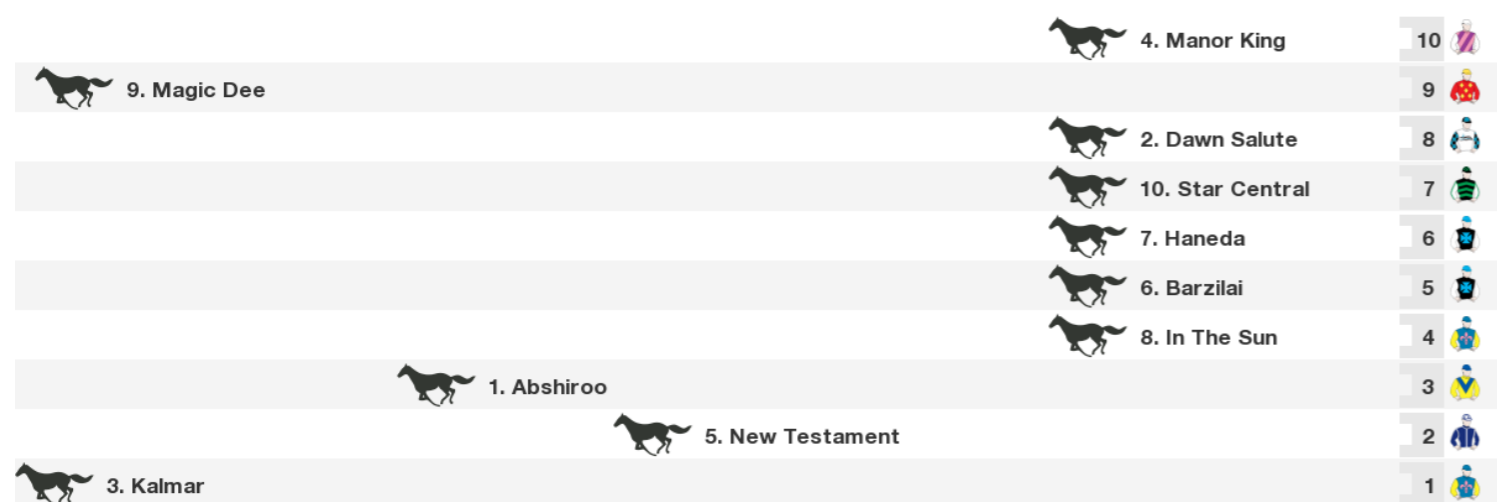 4. Manor King 10
9. Magic Dee 9
2. Dawn Salute 8
10. Star Central 7
7. Haneda 6
6. Barzilai 5
8. In The Sun 4
1. Abshiroo 3
5. New Testament 2
3. Kalmar 1